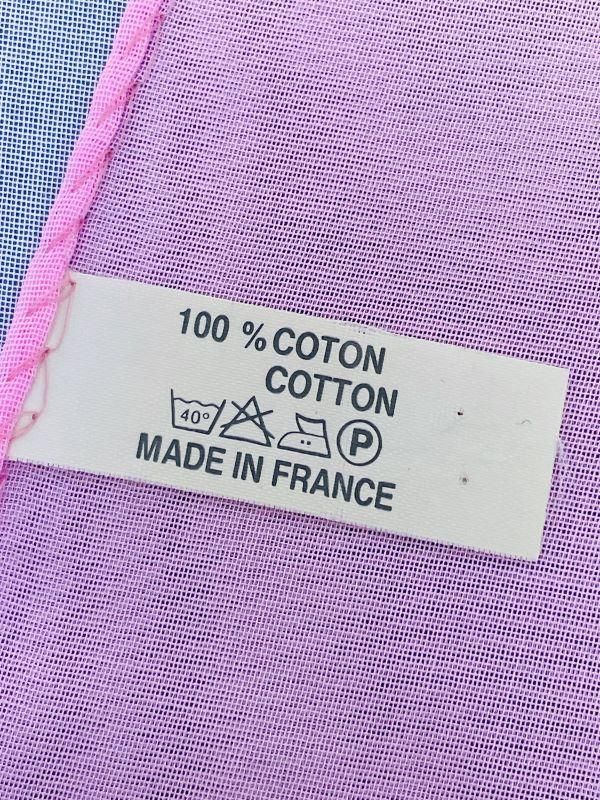 100 % COTON
COTTON
40° P
MADE IN FRANCE